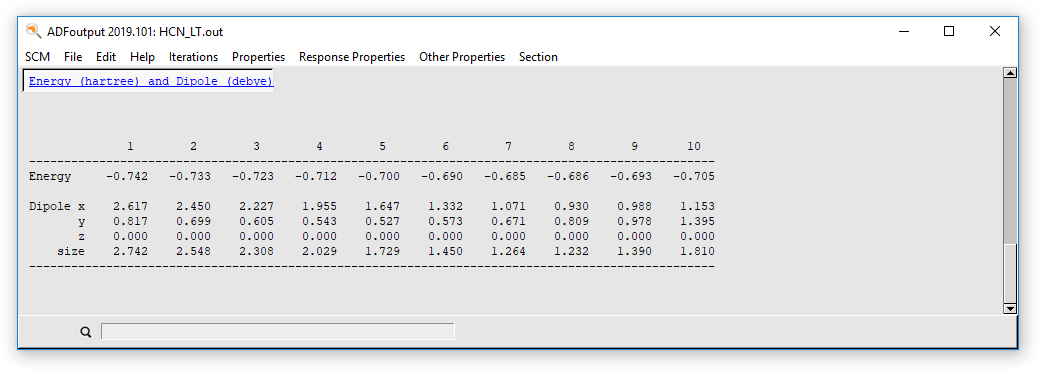 ADFoutput 2019.101: HCN_LT.out
SCM File Edit Help Iterations Properties Response Properties Other Properties Section
Energy (hartree) and Dipole (debye)
1 2 3 4 5 6 7 8 9 10
--------------------------------------------------------------------------------------------------
Energy -0.742 -0.733 -0.723 -0.712 -0.700 -0.690 -0.685 -0.686 -0.693 -0.705
Dipole x 2.617 2.450 2.227 1.955 1.647 1.332 1.071 0.930 0.988 1.153
y 0.817 0.699 0.605 0.543 0.527 0.573 0.671 0.809 0.978 1.395
z 0.000 0.000 0.000 0.000 0.000 0.000 0.000 0.000 0.000 0.000
size 2.742 2.548 2.308 2.029 1.729 1.450 1.264 1.232 1.390 1.810
--------------------------------------------------------------------------------------------------